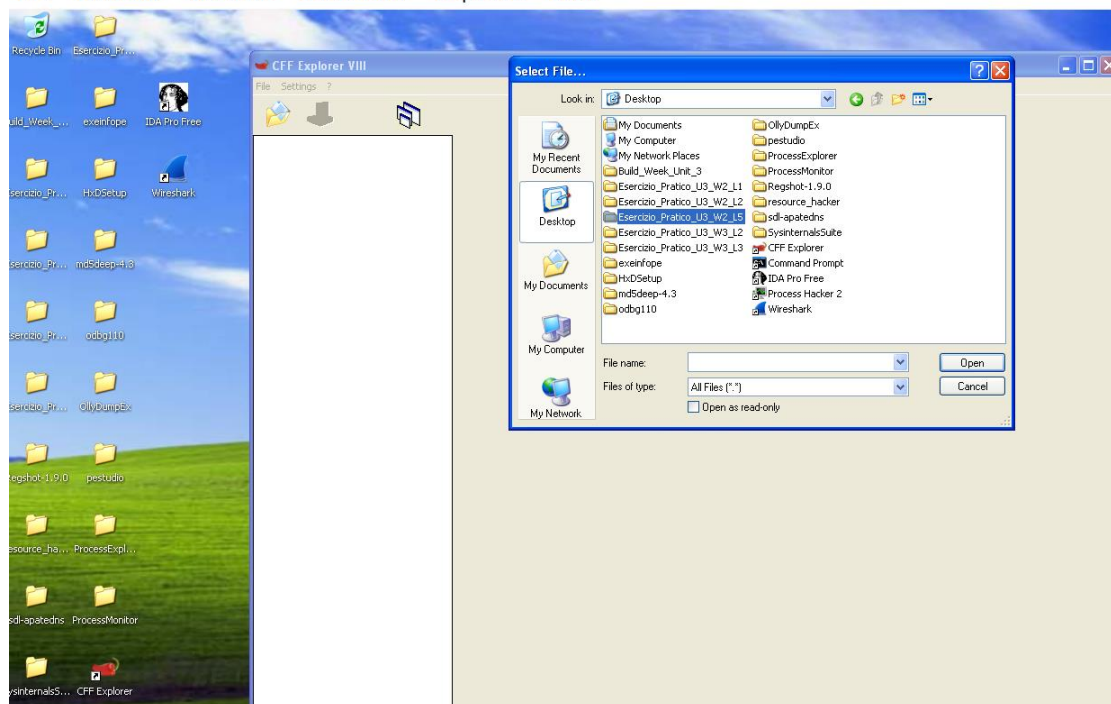 Recycle Bin
Esercizio_Pr...
uild_Week_...
exeinfope
IDA Pro Free
sercizio_Pr...
HxDSetup
Wireshark
sercizio_Pr...
md5deep-4.3
sercizio_Pr...
odbg110
sercizio_Pr...
OllyDumpEx
egshot-1.9.0
pestudio
esource_ha...
ProcessExpl...
sdl-apatedns
ProcessMonitor
ysinternalsS...
CFF Explorer
CFF Explorer VIII
File Settings ?
Select File...
Look in:
Desktop
My Recent Documents
Desktop
My Documents
My Computer
My Network
My Documents
My Computer
My Network Places
Build_Week_Unit_3
Esercizio_Pratico_U3_W2_L1
Esercizio_Pratico_U3_W2_L2
Esercizio_Pratico_U3_W2_L5
Esercizio_Pratico_U3_W3_L2
Esercizio_Pratico_U3_W3_L3
exeinfope
HxDSetup
md5deep-4.3
odbg110
OllyDumpEx
pestudio
ProcessExplorer
ProcessMonitor
Regshot-1.9.0
resource_hacker
sdl-apatedns
SysinternalsSuite
CFF Explorer
Command Prompt
IDA Pro Free
Process Hacker 2
Wireshark
File name:
Open
Files of type:
All Files (*.*)
Cancel
Open as read-only